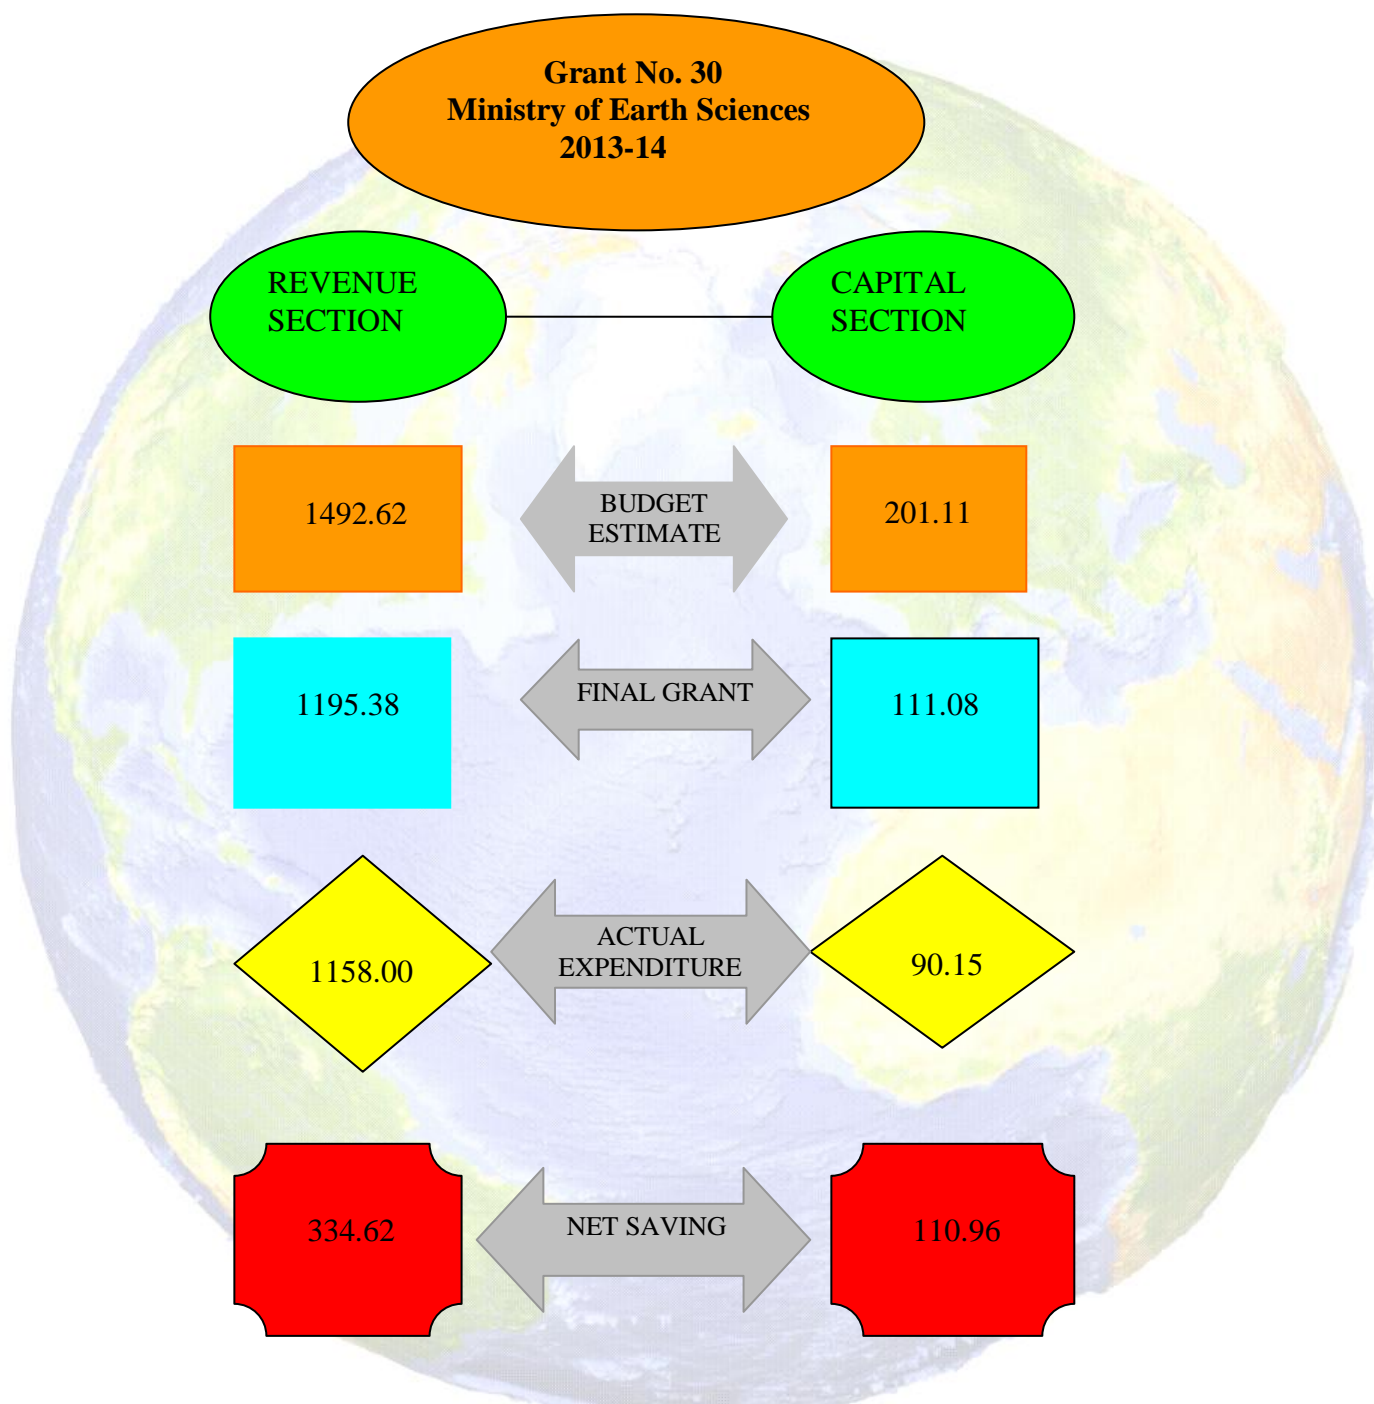 Grant No. 30
Ministry of Earth Sciences
2013-14
REVENUE
SECTION
CAPITAL
SECTION
1492.62
BUDGET
ESTIMATE
201.11
1195.38
FINAL GRANT
111.08
1158.00
ACTUAL
EXPENDITURE
90.15
334.62
NET SAVING
110.96